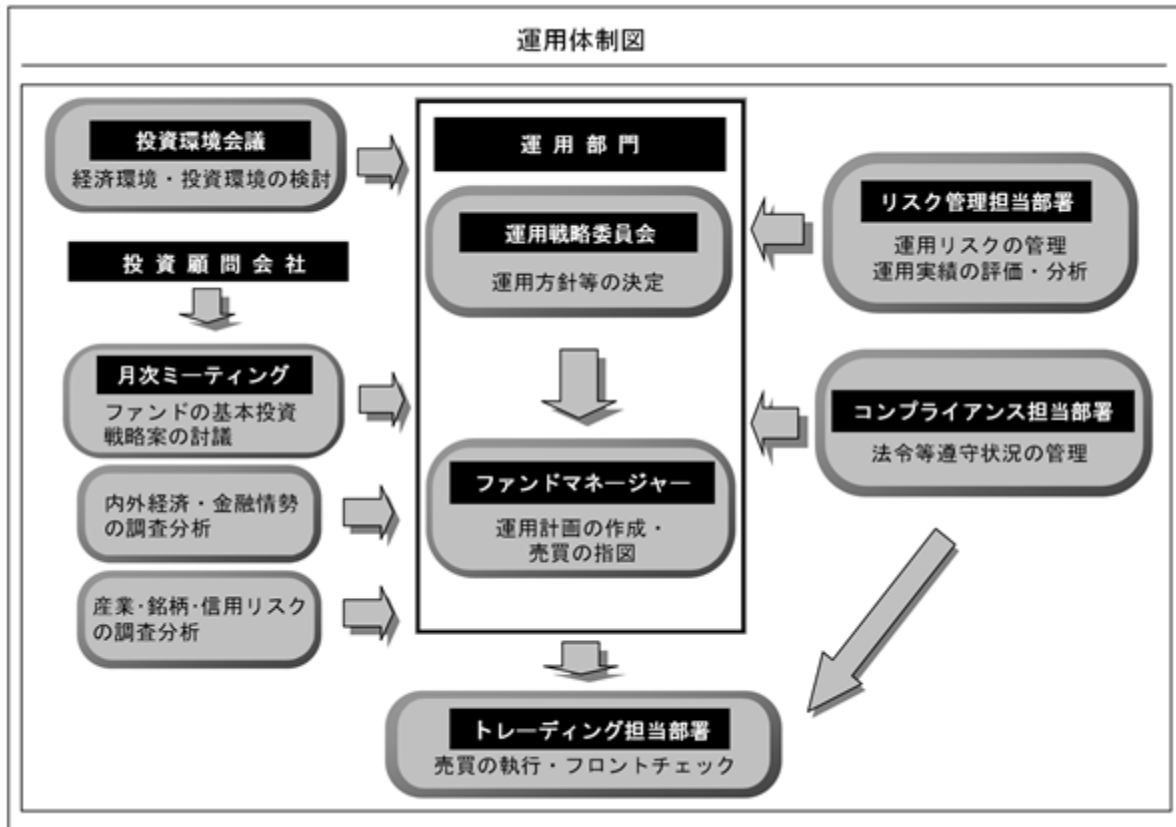 運用体制図
投資環境会議
経済環境・投資環境の検討
投資顧問会社
月次ミーティング
ファンドの基本投資
戦略案の討議
内外経済・金融情勢
の調査分析
産業・銘柄・信用リスク
の調査分析
運用部門
運用戦略委員会
運用方針等の決定
ファンドマネージャー
運用計画の作成・
売買の指図
リスク管理担当部署
運用リスクの管理
運用実績の評価・分析
コンプライアンス担当部署
法令等遵守状況の管理
トレーディング担当部署
売買の執行・フロントチェック